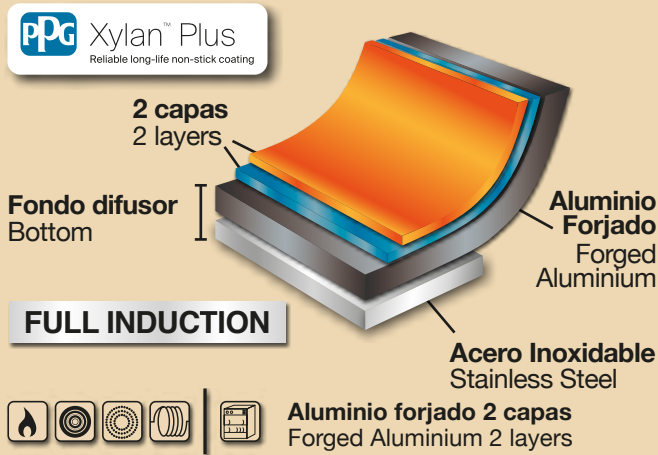 PPG Xylan™ Plus
Reliable long-life non-stick coating
2 capas
2 layers
Fondo difusor
Bottom
Aluminio
Forjado
Forged
Aluminium
FULL INDUCTION
Acero Inoxidable
Stainless Steel
Aluminio forjado 2 capas
Forged Aluminium 2 layers